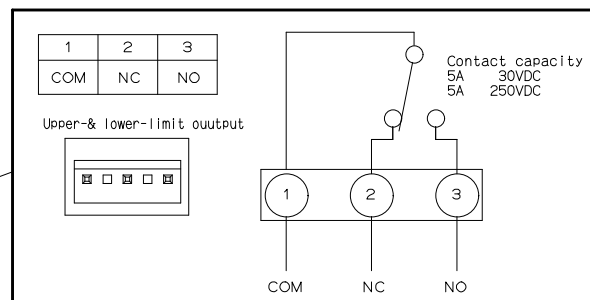 1 2 3
COM NC NO
Contact capacity
5A 30VDC
5A 250VDC
Upper-& lower-limit ouutput
1 2 3
COM NC NO